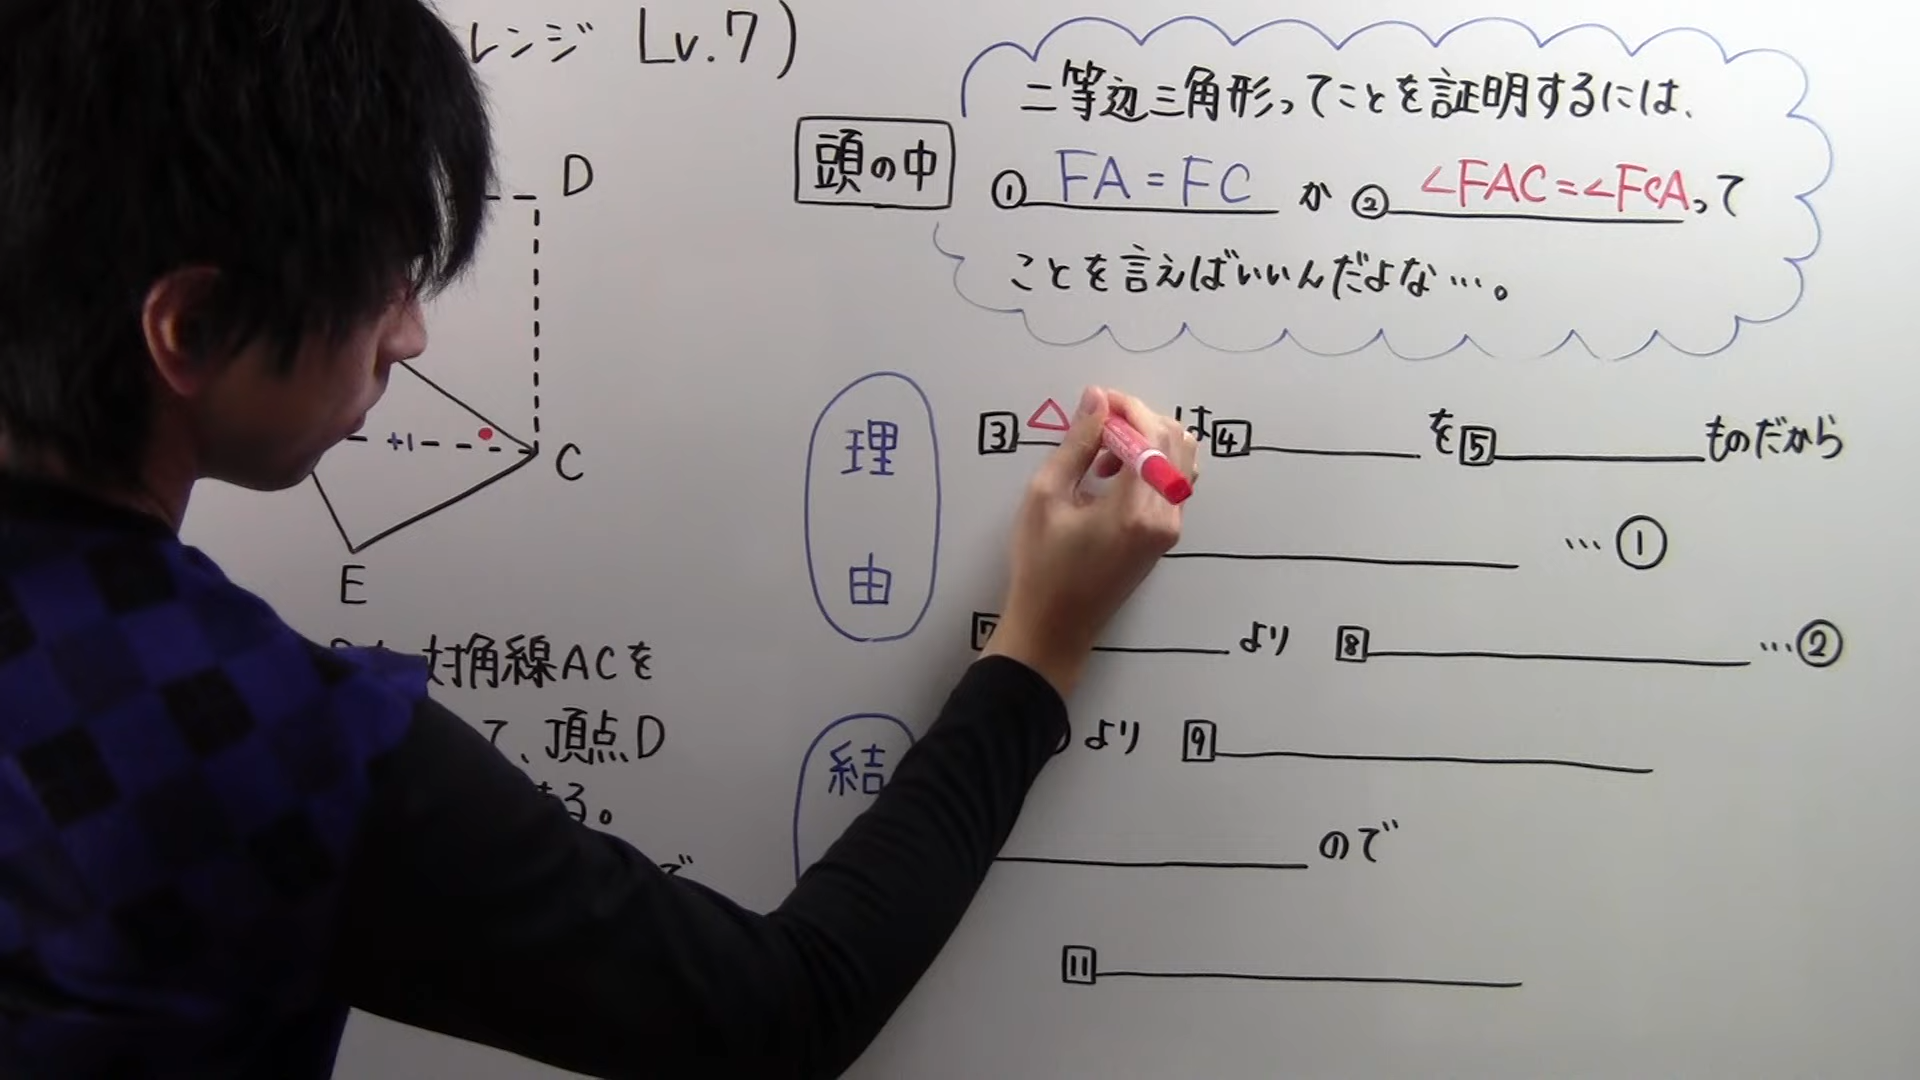 レンジ Lv.7)
D
C
E
対角線ACを
て、頂点D
る。
で
頭の中
二等辺三角形ってことを証明するには、
① FA=FC か ② ∠FAC=∠FCAって
ことを言えばいいんだよな…。
理由
3 △ は 4 を 5 ものだから
…①
7 より 8 …②
結
より 9
ので
11